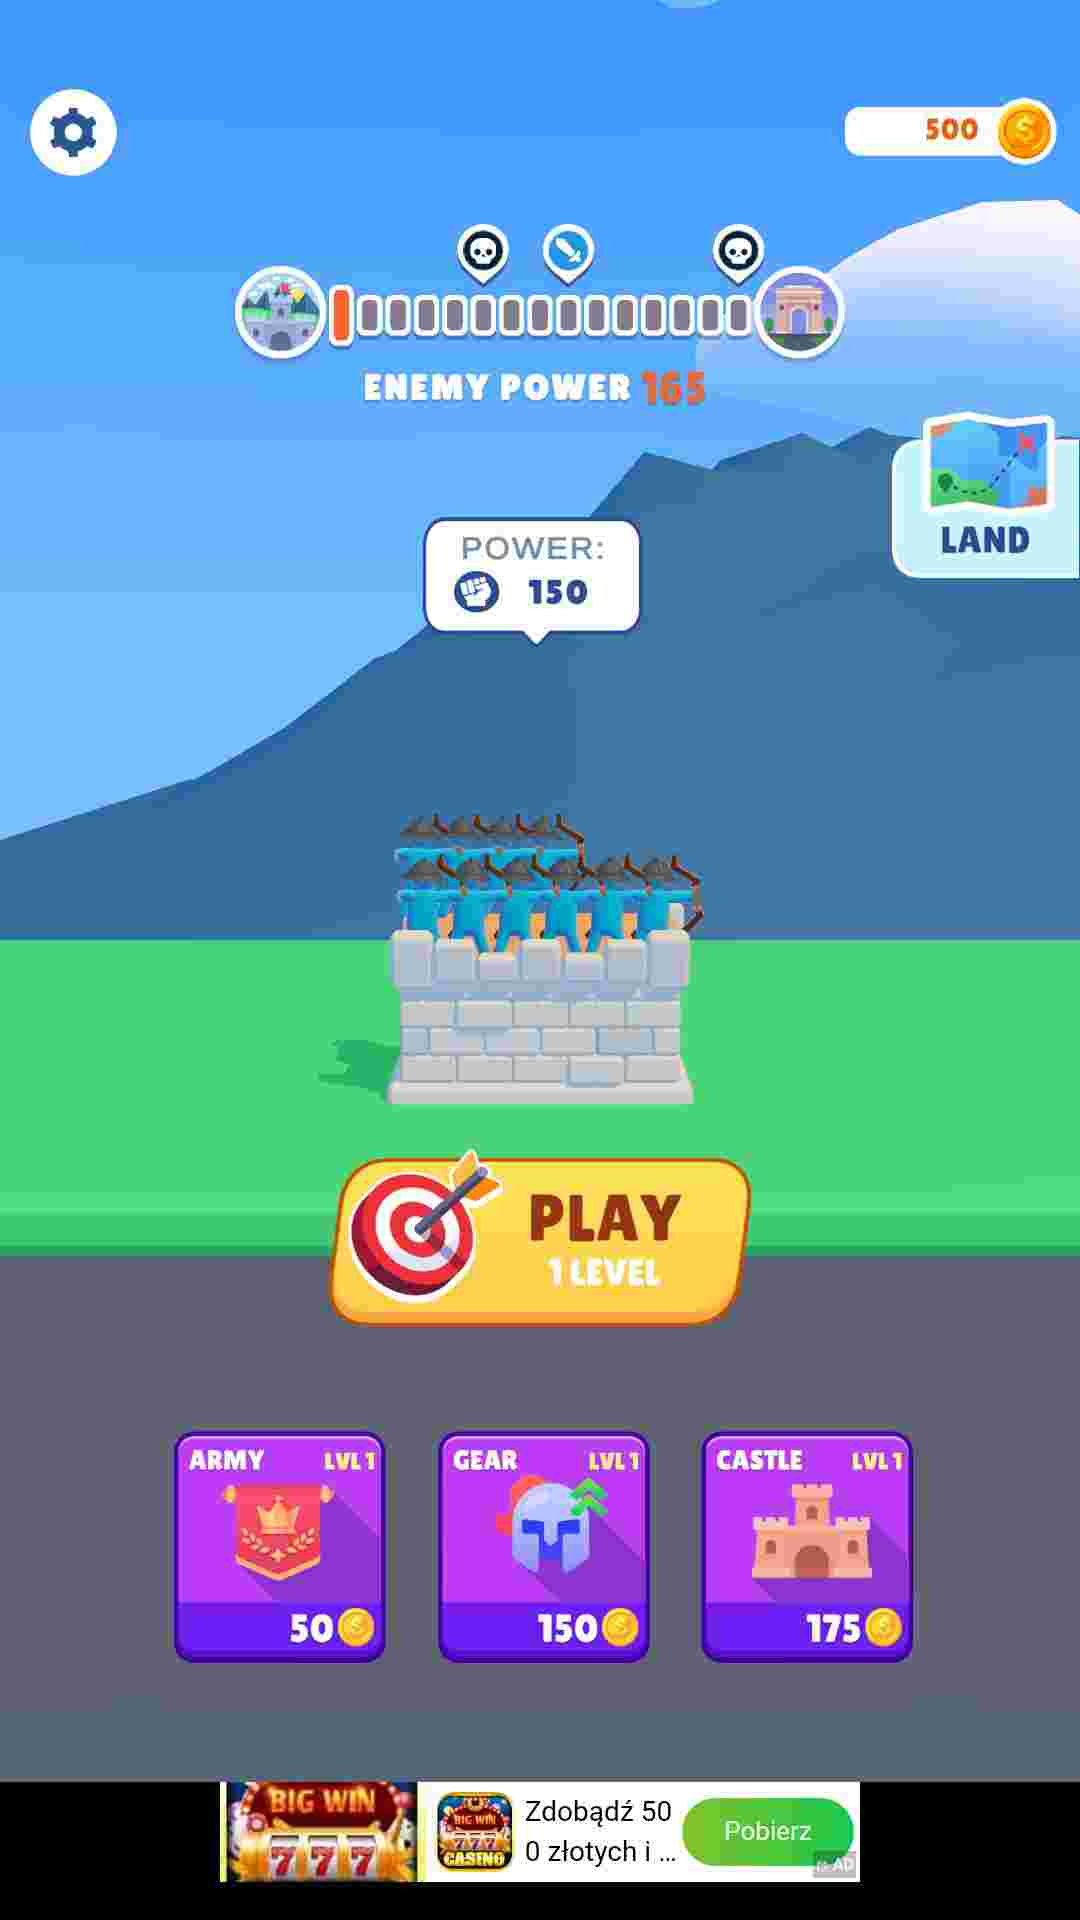 500
ENEMY POWER 165
LAND
POWER:
150
PLAY
1 LEVEL
ARMY LVL 1
50
GEAR LVL 1
150
CASTLE LVL 1
175
BIG WIN
777
BIG WIN
777
CASINO
Zdobądź 50
0 złotych i ...
Pobierz
AD